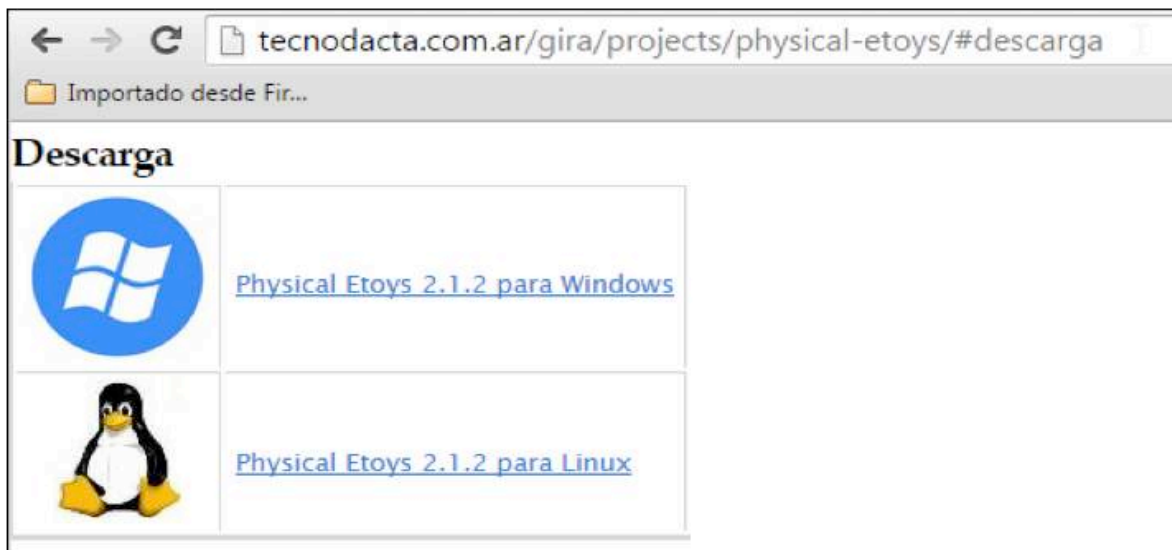 tecnodacta.com.ar/gira/projects/physical-etoys/#descarga
Importado desde Fir...
Descarga
Physical Etoys 2.1.2 para Windows
Physical Etoys 2.1.2 para Linux